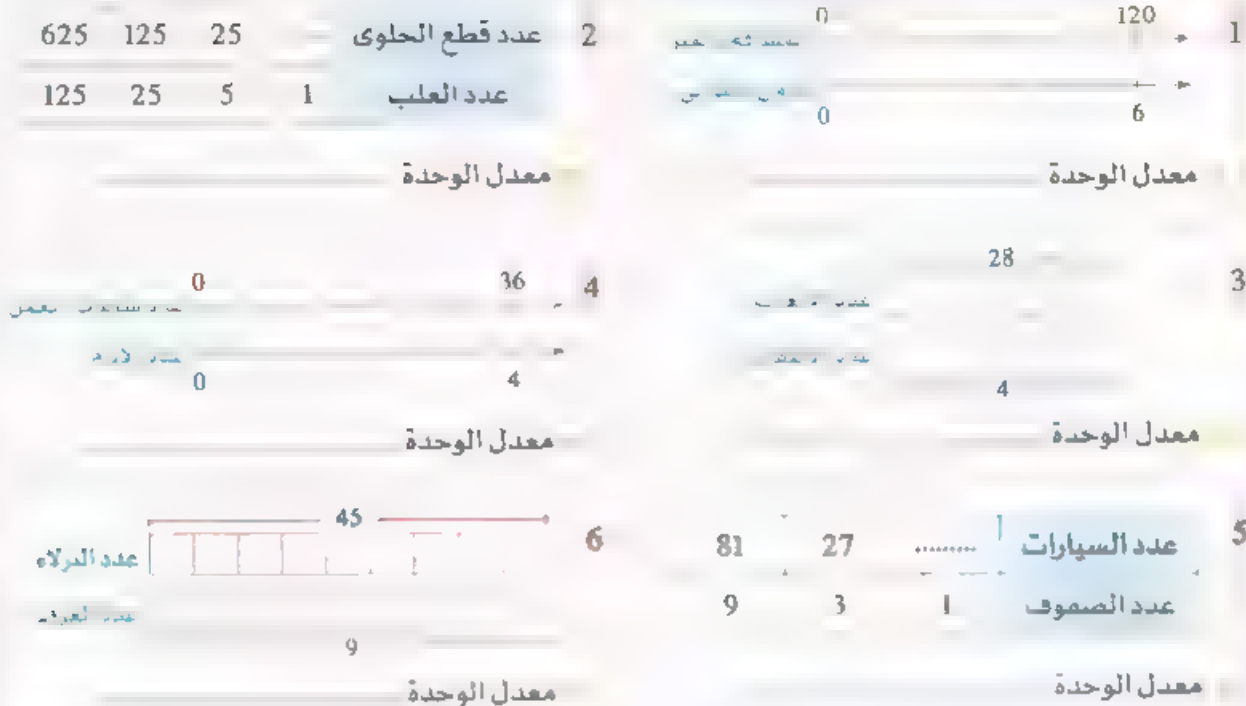 1
0 120
0 6
معدل الوحدة
2
عدد قطع الحلوى 25 125 625
عدد العلب 1 5 25 125
معدل الوحدة
3
28
4
معدل الوحدة
4
0 36
0 4
معدل الوحدة
5
عدد السيارات ......... 27 81
عدد الصفوف 1 3 9
معدل الوحدة
6
45
عدد النزلاء
9
معدل الوحدة